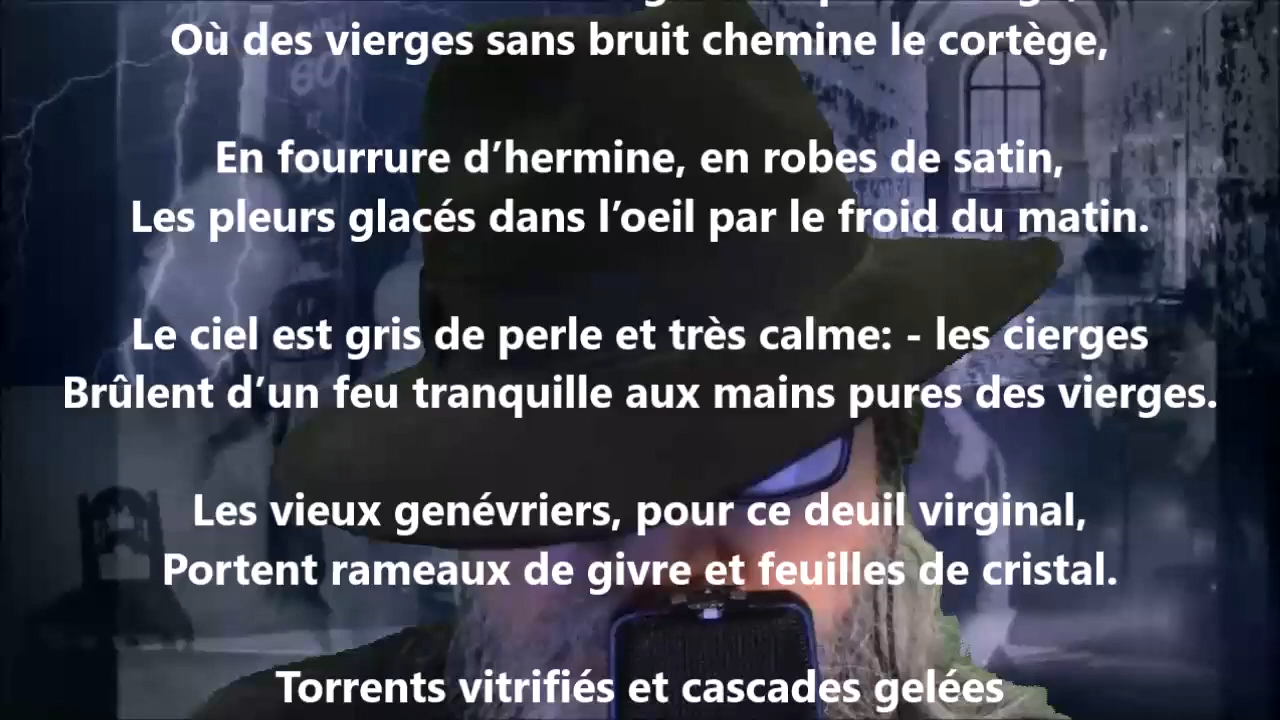 Où des vierges sans bruit chemine le cortège,
En fourrure d’hermine, en robes de satin,
Les pleurs glacés dans l’oeil par le froid du matin.
Le ciel est gris de perle et très calme: - les cierges
Brûlent d’un feu tranquille aux mains pures des vierges.
Les vieux genévriers, pour ce deuil virginal,
Portent rameaux de givre et feuilles de cristal.
Torrents vitrifiés et cascades gelées